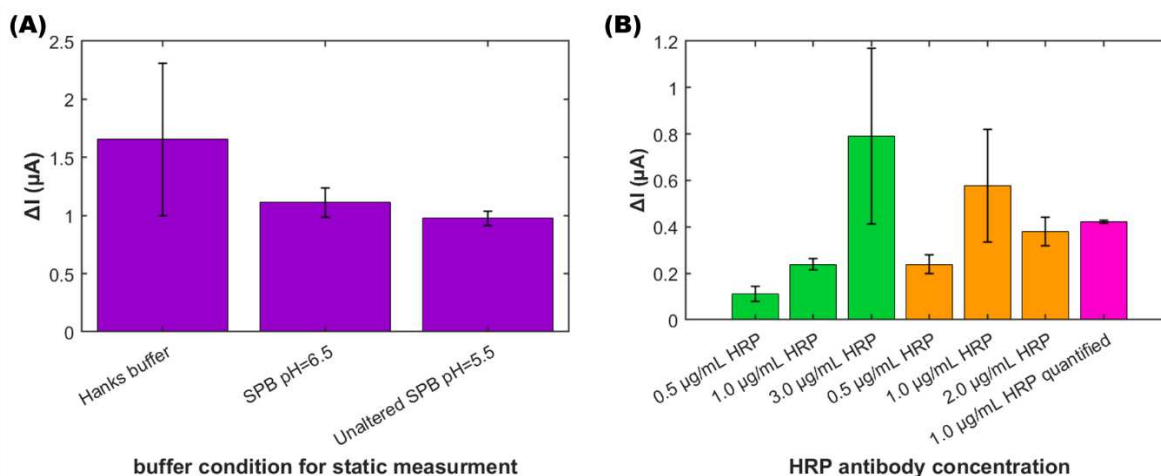 (A)
2.5
2
1.5
1
0.5
0
ΔI (µA)
Hanks buffer
SPB pH=6.5
Unaltered SPB pH=5.5
buffer condition for static measurment
(B)
1.2
1
0.8
0.6
0.4
0.2
0
ΔI (µA)
0.5 µg/mL HRP
1.0 µg/mL HRP
3.0 µg/mL HRP
0.5 µg/mL HRP
1.0 µg/mL HRP
2.0 µg/mL HRP
1.0 µg/mL HRP quantified
HRP antibody concentration